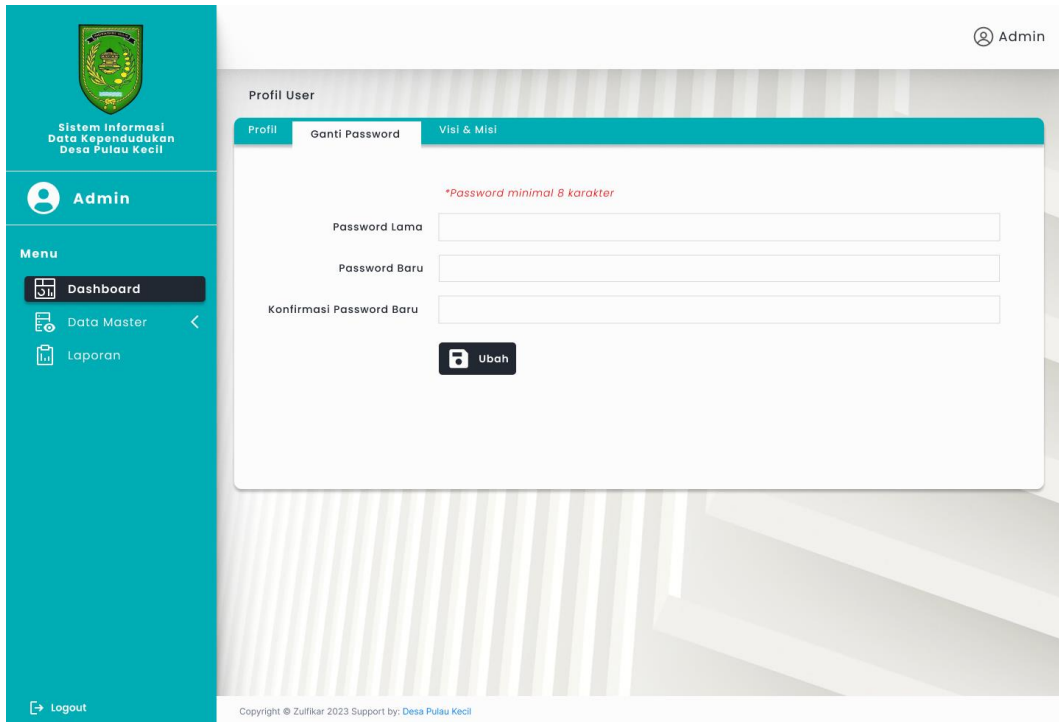 Sistem Informasi
Data Kependudukan
Desa Pulau Kecil
Admin
Menu
Dashboard
Data Master
Laporan
Logout
Admin
Profil User
Profil
Ganti Password
Visi & Misi
*Password minimal 8 karakter
Password Lama
Password Baru
Konfirmasi Password Baru
Ubah
Copyright © Zulfikar 2023 Support by: Desa Pulau Kecil